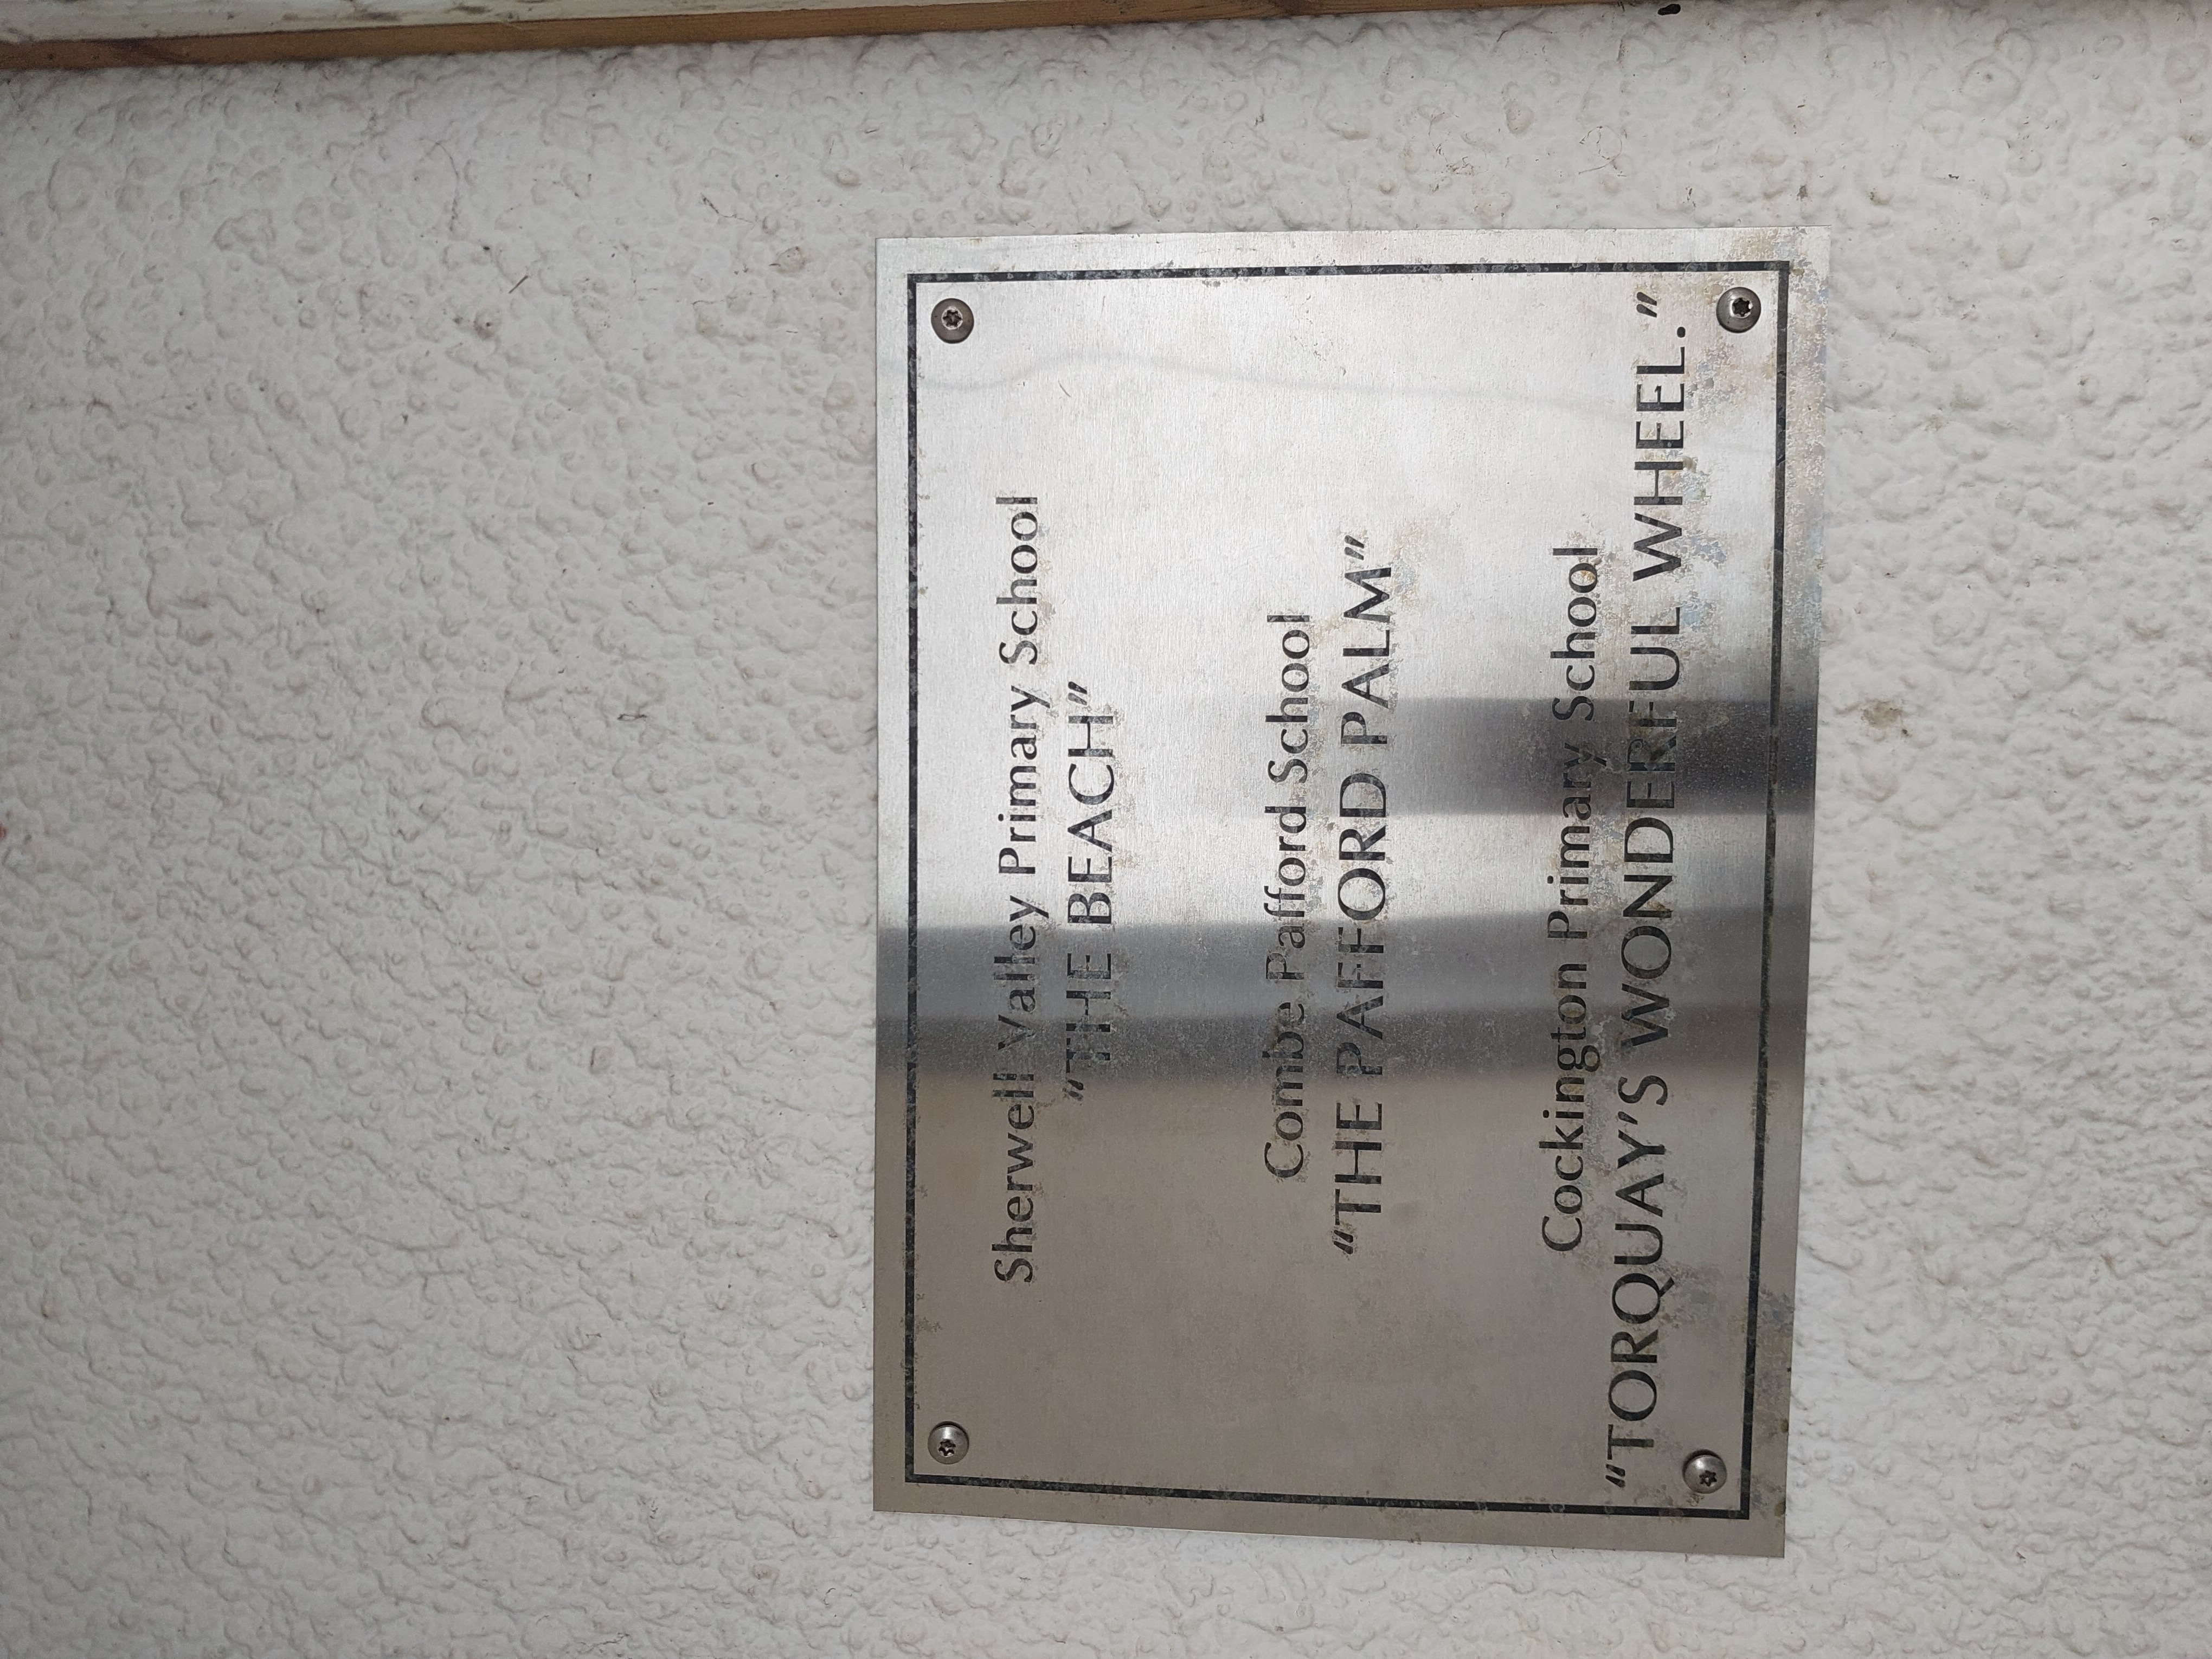 Sherwell Valley Primary School
“THE BEACH”
Combe Pafford School
“THE PAFFORD PALM”
Cockington Primary School
“TORQUAY’S WONDERFUL WHEEL.”